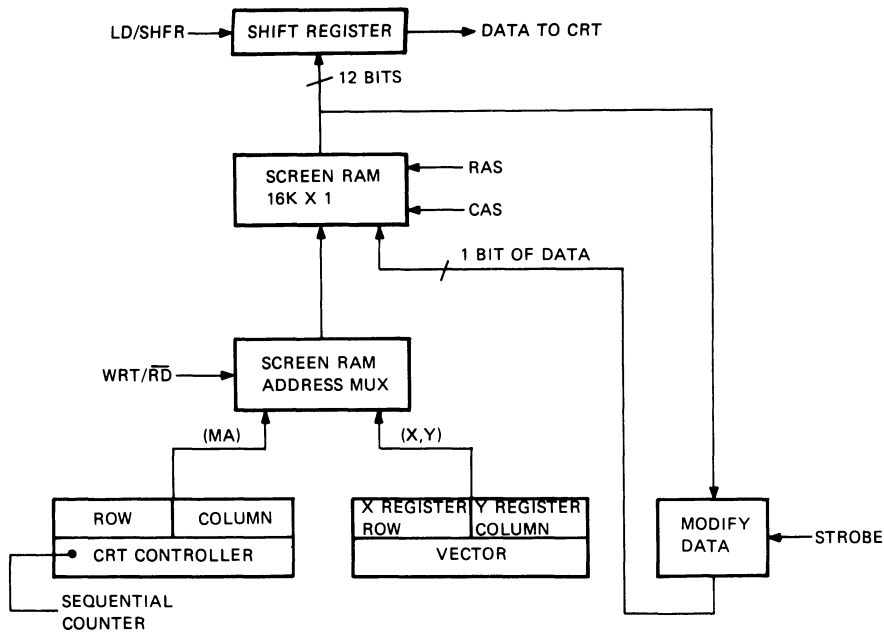 LD/SHFR
SHIFT REGISTER
DATA TO CRT
12 BITS
SCREEN RAM
16K X 1
RAS
CAS
1 BIT OF DATA
SCREEN RAM
ADDRESS MUX
WRT/R̅D̅
(MA)
(X,Y)
ROW
COLUMN
CRT CONTROLLER
X REGISTER
ROW
Y REGISTER
COLUMN
VECTOR
MODIFY
DATA
STROBE
SEQUENTIAL
COUNTER